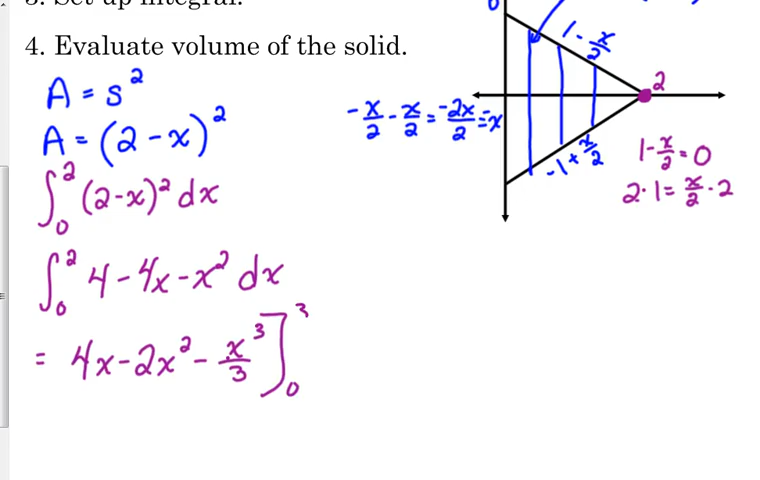 4. Evaluate volume of the solid.
A = s²
A = (2 - x)²
∫₀² (2-x)² dx
∫₀² 4 - 4x - x² dx
= 4x - 2x² - x³/3 ]₀³
1 - x/2
2
-x/2 - x/2 = -2x/2 = -x
-1 + x/2
1 - x/2 = 0
2·1 = x/2 · 2